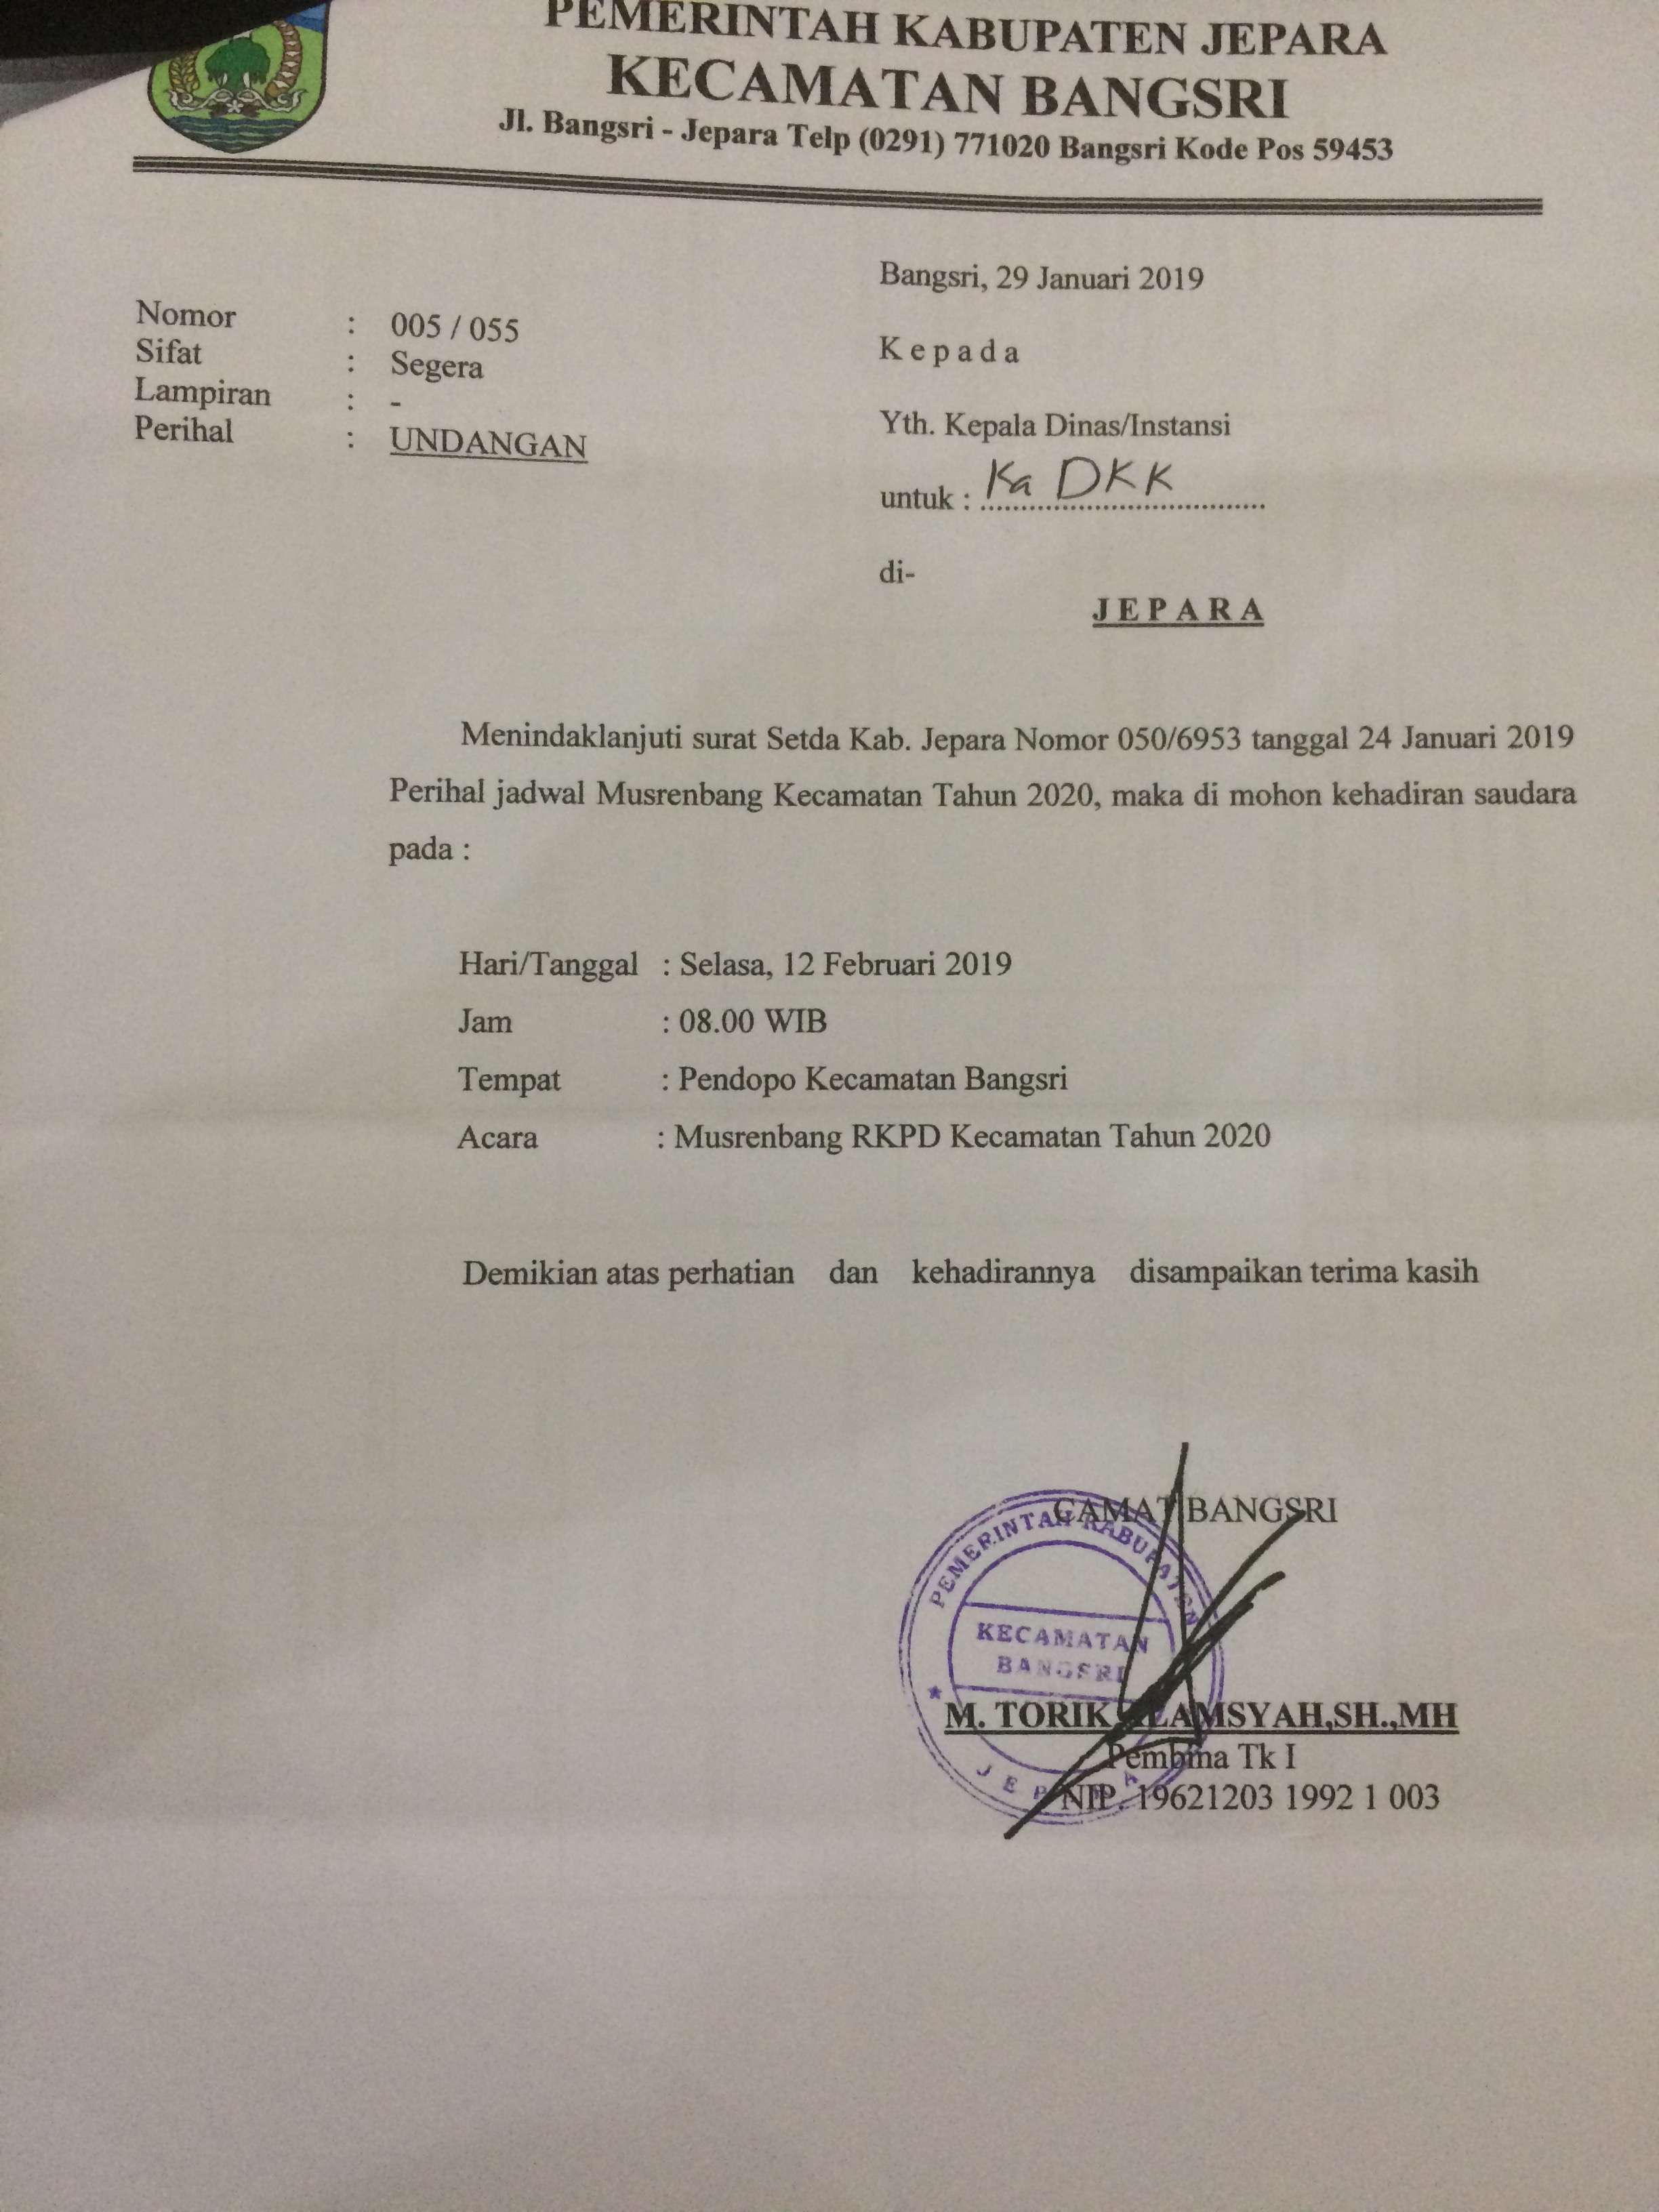 PEMERINTAH KABUPATEN JEPARA
KECAMATAN BANGSRI
Jl. Bangsri - Jepara Telp (0291) 771020 Bangsri Kode Pos 59453
Bangsri, 29 Januari 2019
Nomor : 005 / 055
Sifat : Segera
Lampiran : -
Perihal : UNDANGAN
Kepada
Yth. Kepala Dinas/Instansi
untuk : Ka DKK
di-
JEPARA
Menindaklanjuti surat Setda Kab. Jepara Nomor 050/6953 tanggal 24 Januari 2019
Perihal jadwal Musrenbang Kecamatan Tahun 2020, maka di mohon kehadiran saudara
pada :
Hari/Tanggal : Selasa, 12 Februari 2019
Jam : 08.00 WIB
Tempat : Pendopo Kecamatan Bangsri
Acara : Musrenbang RKPD Kecamatan Tahun 2020
Demikian atas perhatian dan kehadirannya disampaikan terima kasih
CAMAT BANGSRI
PEMERINTAH KABUPATEN
KECAMATAN
BANGSRI
JEPARA
M. TORIK ALAMSYAH,SH.,MH
Pembina Tk I
NIP. 19621203 1992 1 003